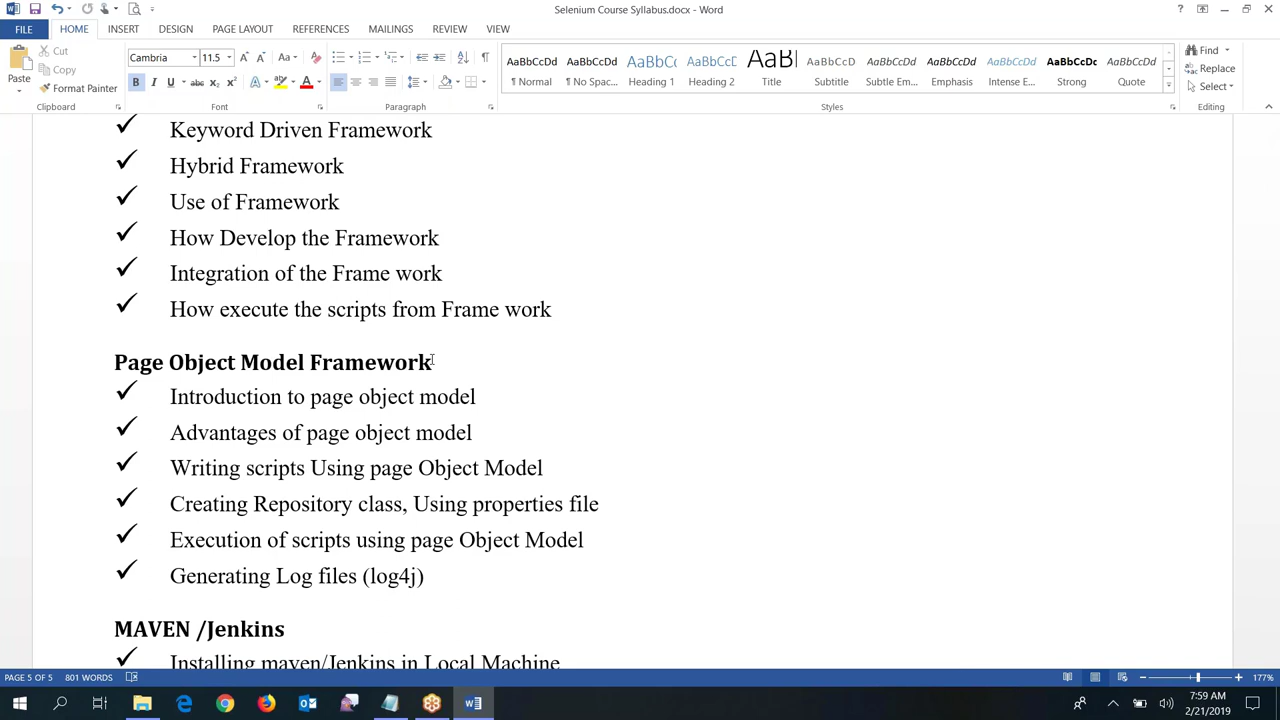 Selenium Course Syllabus.docx - Word
FILE HOME INSERT DESIGN PAGE LAYOUT REFERENCES MAILINGS REVIEW VIEW
Paste
Cut
Copy
Format Painter
Clipboard
Cambria 11.5
Font
Paragraph
AaBbCcDd AaBbCcDd AaBbC( AaBbCcC AaB AaBbCcD AaBbCcDd AaBbCcDd AaBbCcDd AaBbCcDc AaBbCcDd
¶ Normal ¶ No Spac... Heading 1 Heading 2 Title Subtitle Subtle Em... Emphasis Intense E... Strong Quote
Styles
Find
Replace
Select
Editing
Keyword Driven Framework
Hybrid Framework
Use of Framework
How Develop the Framework
Integration of the Frame work
How execute the scripts from Frame work
Page Object Model Framework
Introduction to page object model
Advantages of page object model
Writing scripts Using page Object Model
Creating Repository class, Using properties file
Execution of scripts using page Object Model
Generating Log files (log4j)
MAVEN /Jenkins
Installing maven/Jenkins in Local Machine
PAGE 5 OF 5 801 WORDS 177%
7:59 AM
2/21/2019